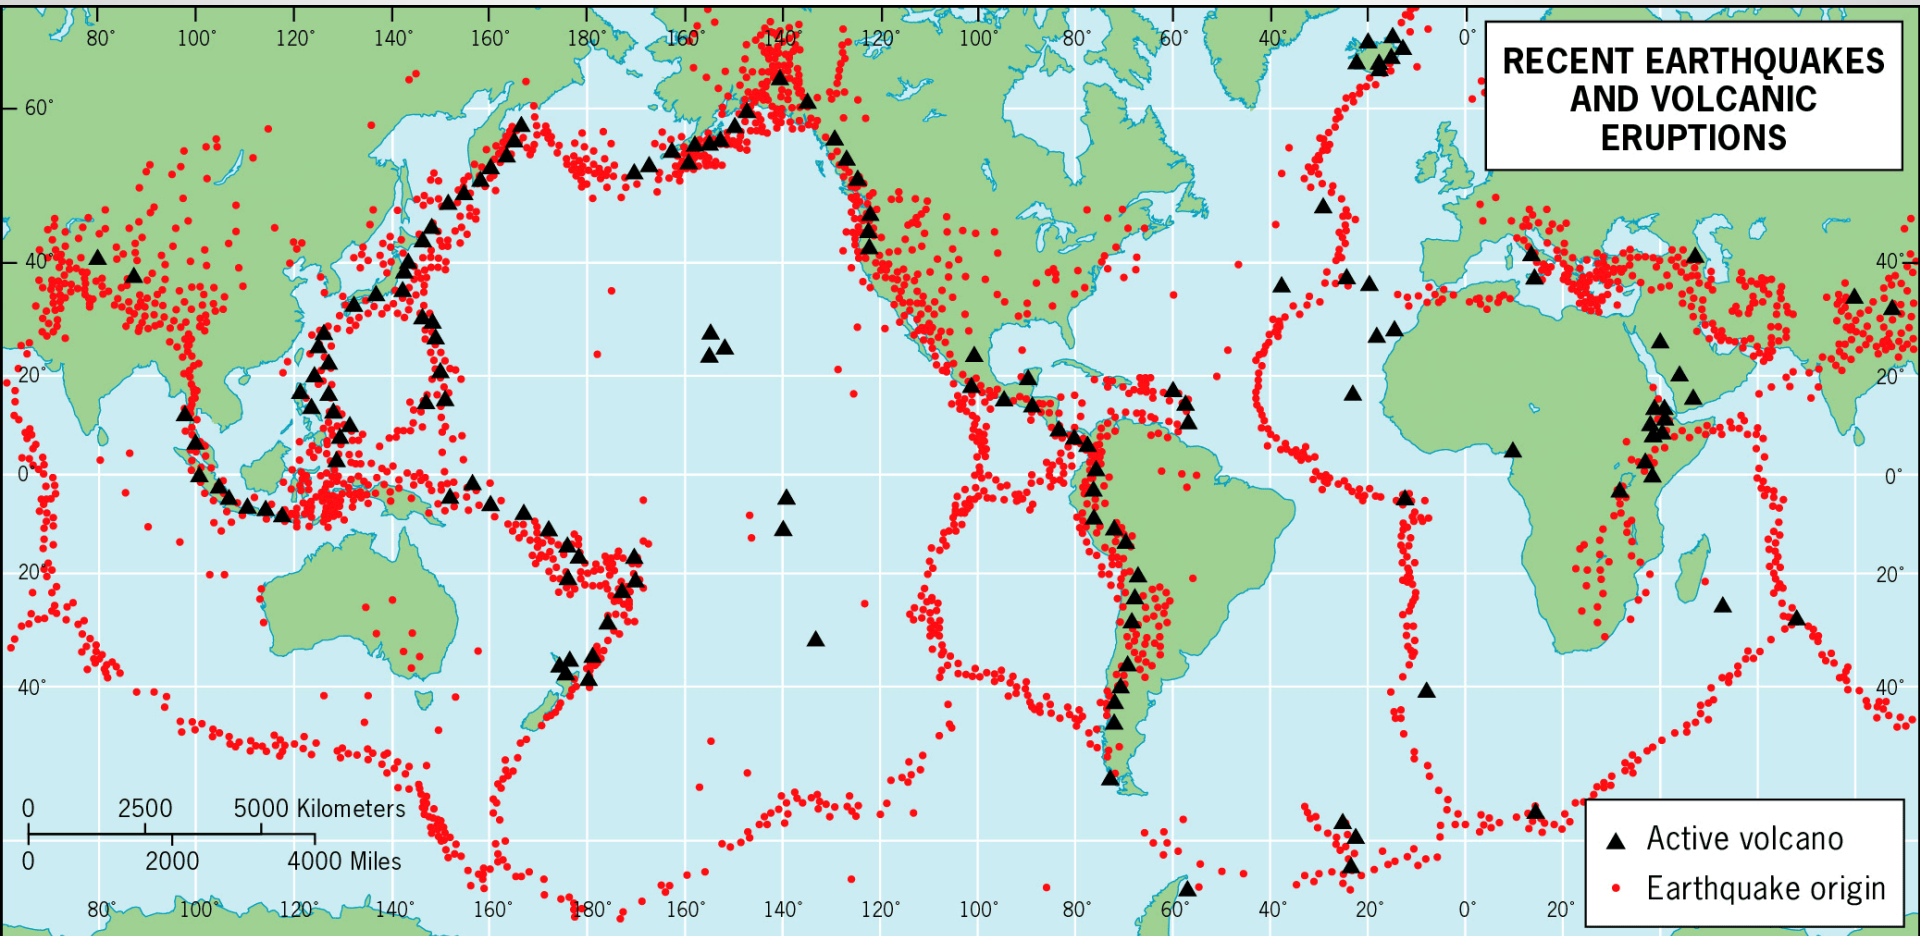 80° 100° 120° 140° 160° 180° 160° 140° 120° 100° 80° 60° 40° 20° 0°
RECENT EARTHQUAKES
AND VOLCANIC
ERUPTIONS
60°
40° 40°
20° 20°
0° 0°
20° 20°
40° 40°
0 2500 5000 Kilometers
0 2000 4000 Miles
Active volcano
Earthquake origin
80° 100° 120° 140° 160° 180° 160° 140° 120° 100° 80° 60° 40° 20° 0° 20°